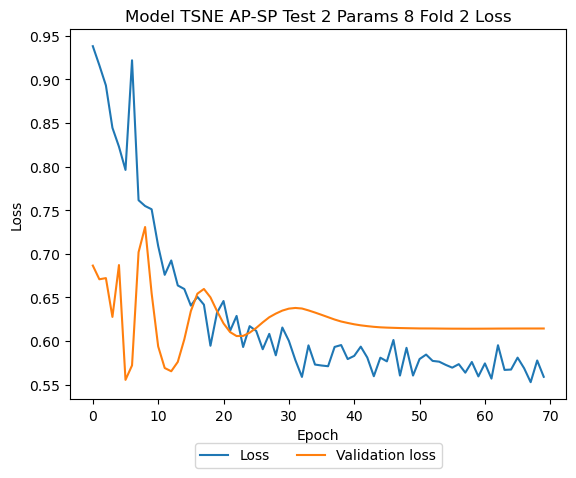 Model TSNE AP-SP Test 2 Params 8 Fold 2 Loss
0.95
0.90
0.85
0.80
0.75
0.70
0.65
0.60
0.55
Loss
0 10 20 30 40 50 60 70
Epoch
Loss Validation loss